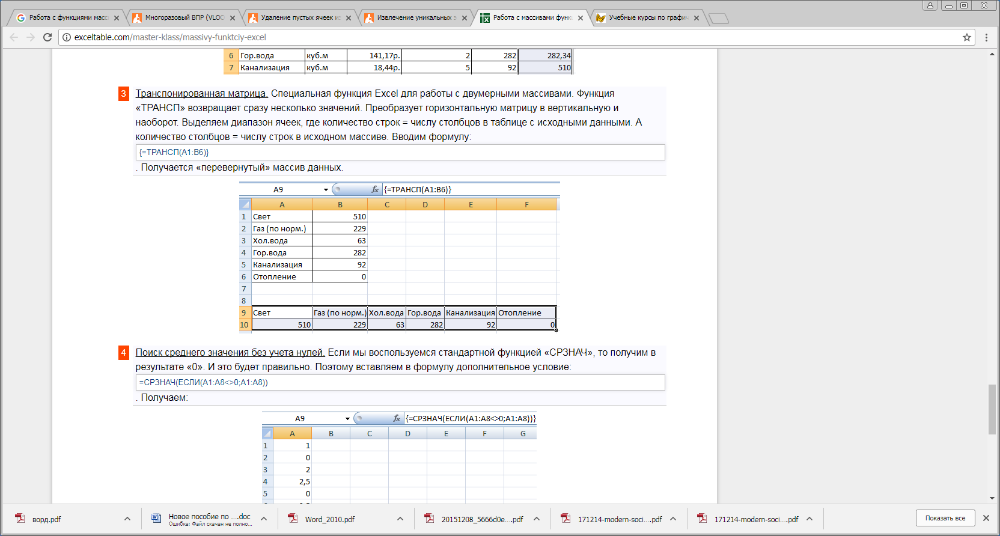 Работа с функциями масс
Многоразовый ВПР (VLOO
Удаление пустых ячеек из
Извлечение уникальных э
Работа с массивами функ
Учебные курсы по графич
exceltable.com/master-klass/massivy-funktciy-excel
6 Гор.вода куб.м 141,17р. 2 282 282,34
7 Канализация куб.м 18,44р. 5 92 510
3 Транспонированная матрица. Специальная функция Excel для работы с двумерными массивами. Функция
«ТРАНСП» возвращает сразу несколько значений. Преобразует горизонтальную матрицу в вертикальную и
наоборот. Выделяем диапазон ячеек, где количество строк = числу столбцов в таблице с исходными данными. А
количество столбцов = числу строк в исходном массиве. Вводим формулу:
{=ТРАНСП(A1:B6)}
. Получается «перевернутый» массив данных.
A9 fx {=ТРАНСП(A1:B6)}
A B C D E F
1 Свет 510
2 Газ (по норм.) 229
3 Хол.вода 63
4 Гор.вода 282
5 Канализация 92
6 Отопление 0
7
8
9 Свет Газ (по норм.) Хол.вода Гор.вода Канализация Отопление
10 510 229 63 282 92 0
4 Поиск среднего значения без учета нулей. Если мы воспользуемся стандартной функцией «СРЗНАЧ», то получим в
результате «0». И это будет правильно. Поэтому вставляем в формулу дополнительное условие:
=СРЗНАЧ(ЕСЛИ(A1:A8<>0;A1:A8))
. Получаем:
A9 fx {=СРЗНАЧ(ЕСЛИ(A1:A8<>0;A1:A8))}
A B C D E F G
1 1
2 0
3 2
4 2,5
5 0
ворд.pdf
Новое пособие по ....doc
Ошибка: Файл скачан не полно...
Word_2010.pdf
20151208_5666d0e....pdf
171214-modern-soci....pdf
171214-modern-soci....pdf
Показать все